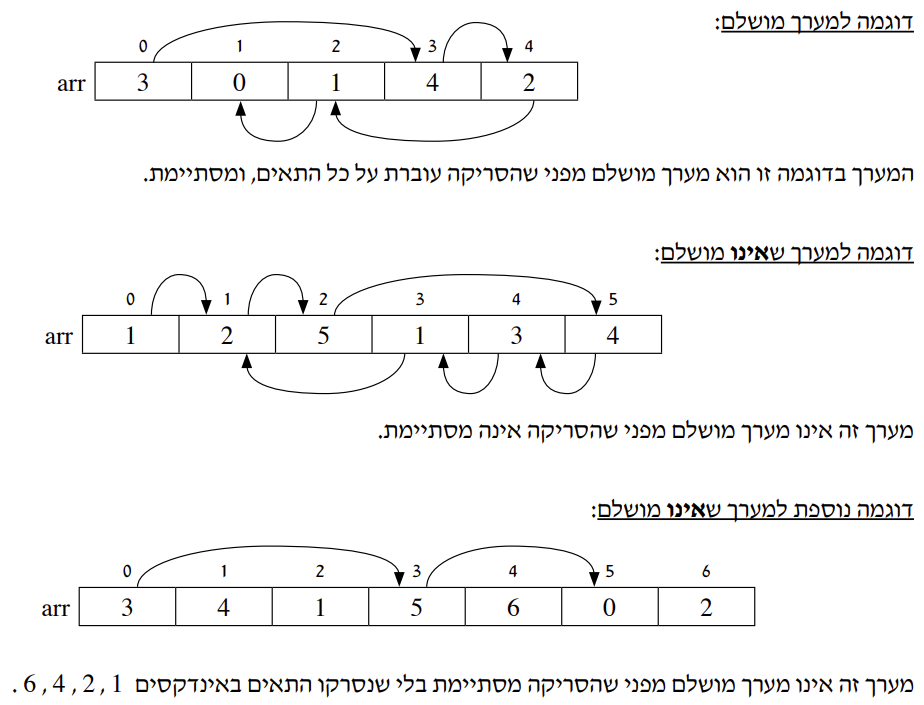 דוגמה למערך מושלם:
0 1 2 3 4
arr 3 0 1 4 2
המערך בדוגמה זו הוא מערך מושלם מפני שהסריקה עוברת על כל התאים, ומסתיימת.
דוגמה למערך שאינו מושלם:
0 1 2 3 4 5
arr 1 2 5 1 3 4
מערך זה אינו מערך מושלם מפני שהסריקה אינה מסתיימת.
דוגמה נוספת למערך שאינו מושלם:
0 1 2 3 4 5 6
arr 3 4 1 5 6 0 2
מערך זה אינו מערך מושלם מפני שהסריקה מסתיימת בלי שנסרקו התאים באינדקסים 1 , 2 , 4 , 6 .